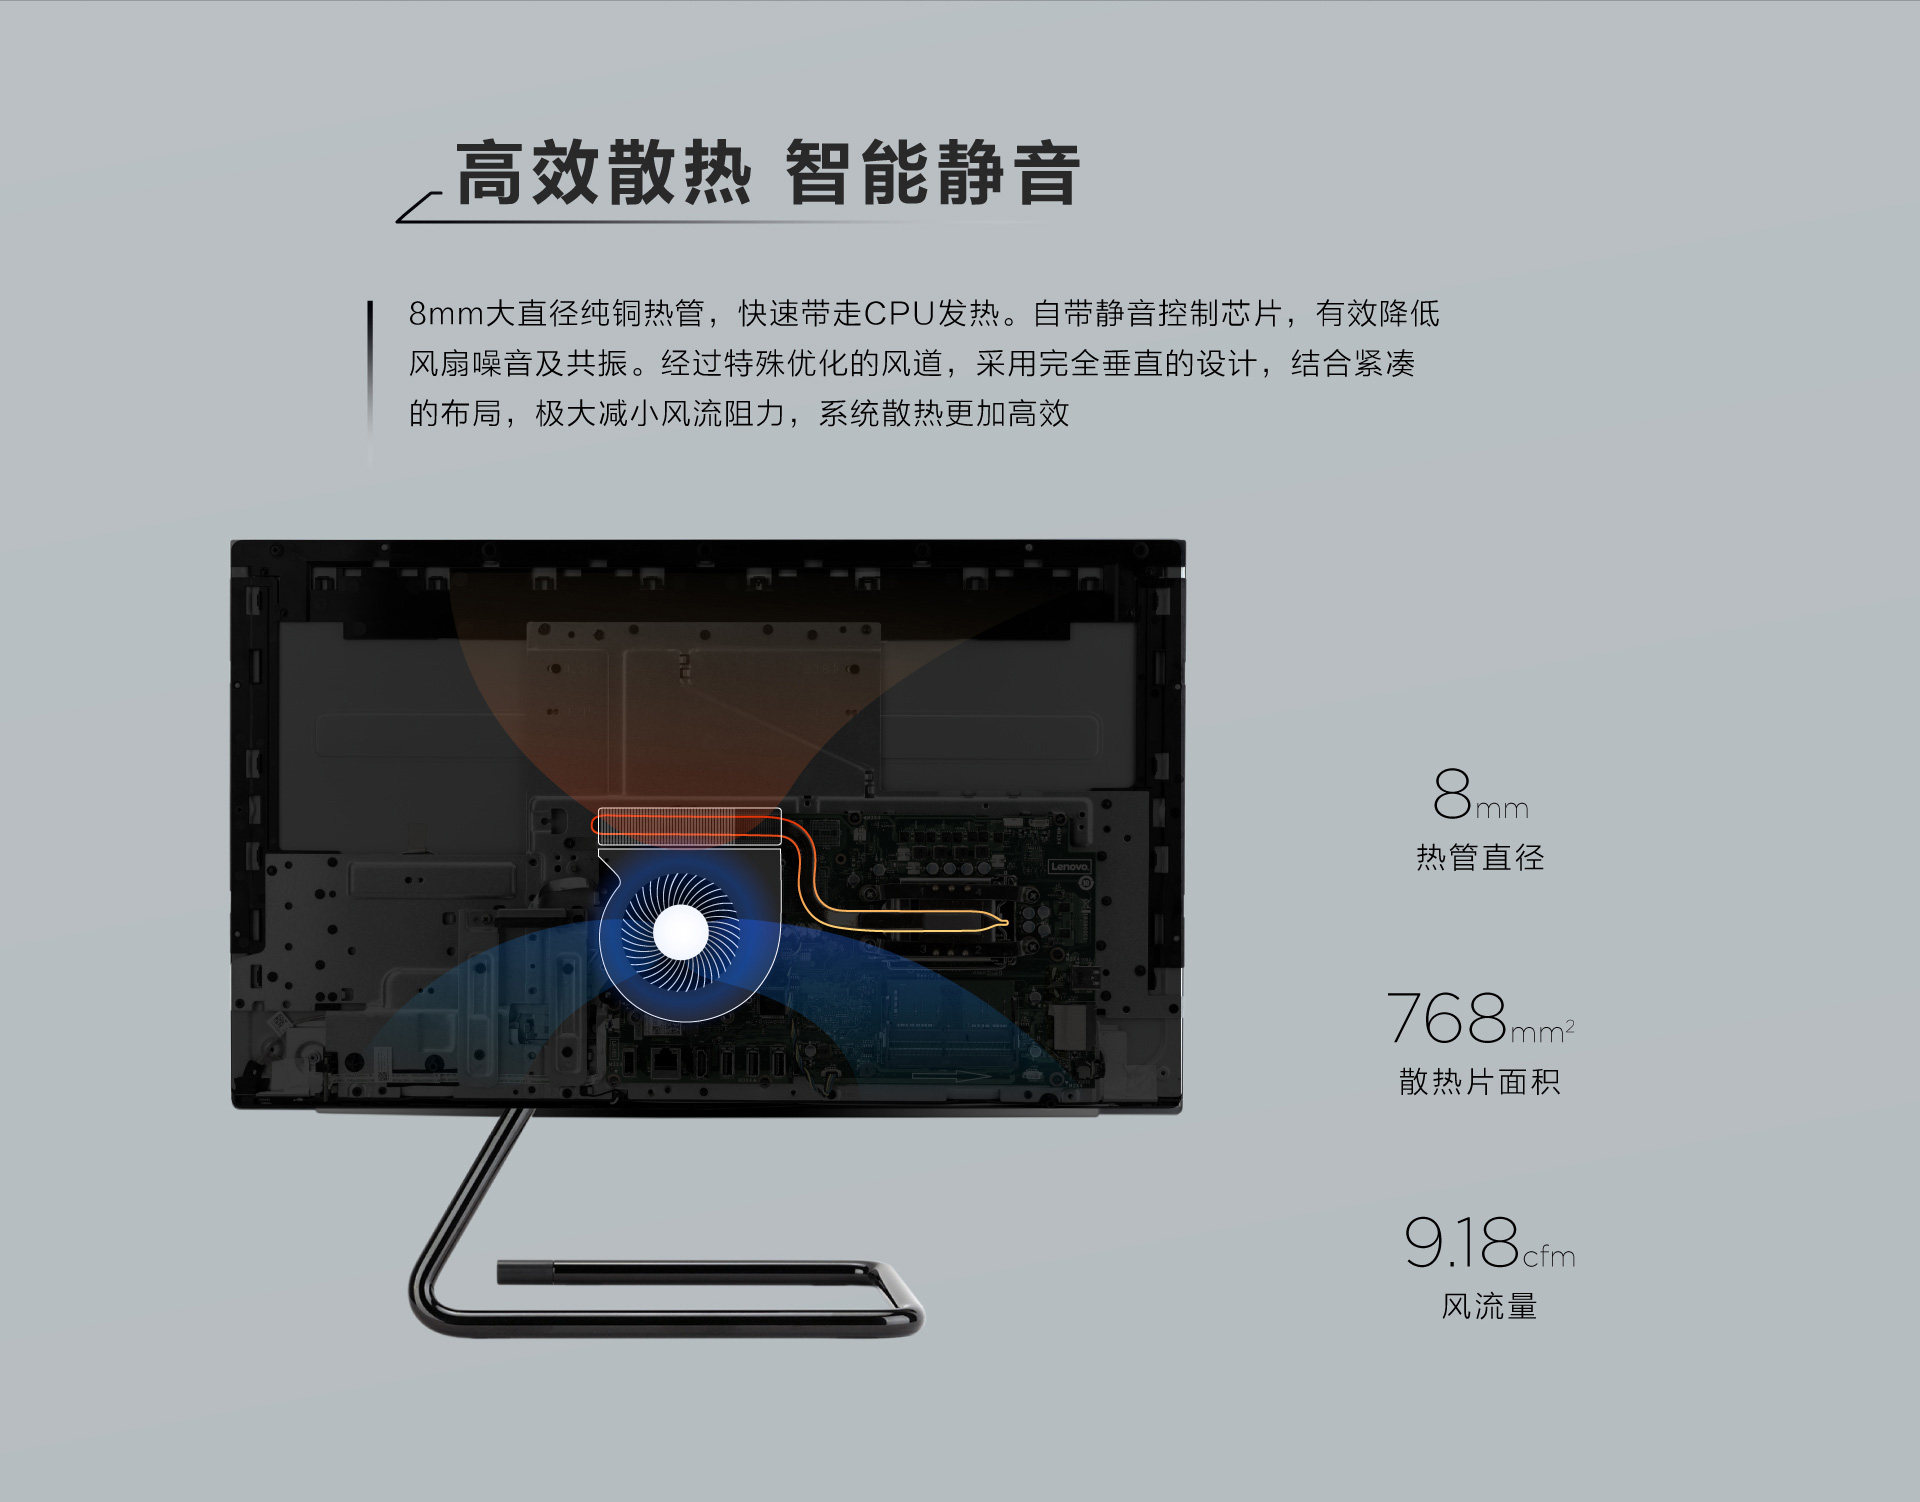 高效散热 智能静音
8mm大直径纯铜热管，快速带走CPU发热。自带静音控制芯片，有效降低
风扇噪音及共振。经过特殊优化的风道，采用完全垂直的设计，结合紧凑
的布局，极大减小风流阻力，系统散热更加高效
Lenovo
8mm
热管直径
768mm²
散热片面积
9.18cfm
风流量